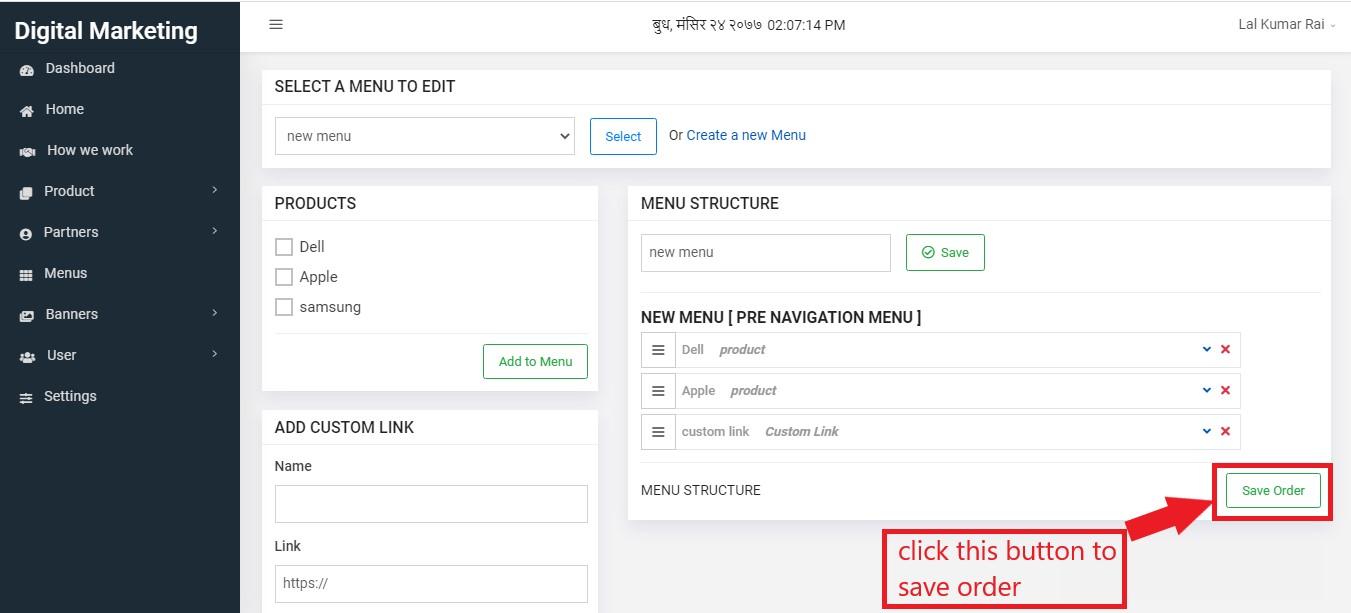 Digital Marketing
बुध, मंसिर २४ २०७७ 02:07:14 PM
Lal Kumar Rai
Dashboard
Home
How we work
Product
Partners
Menus
Banners
User
Settings
SELECT A MENU TO EDIT
new menu
Select
Or Create a new Menu
PRODUCTS
Dell
Apple
samsung
Add to Menu
ADD CUSTOM LINK
Name
Link
https://
MENU STRUCTURE
new menu
Save
NEW MENU [ PRE NAVIGATION MENU ]
Dell product
Apple product
custom link Custom Link
MENU STRUCTURE
Save Order
click this button to
save order